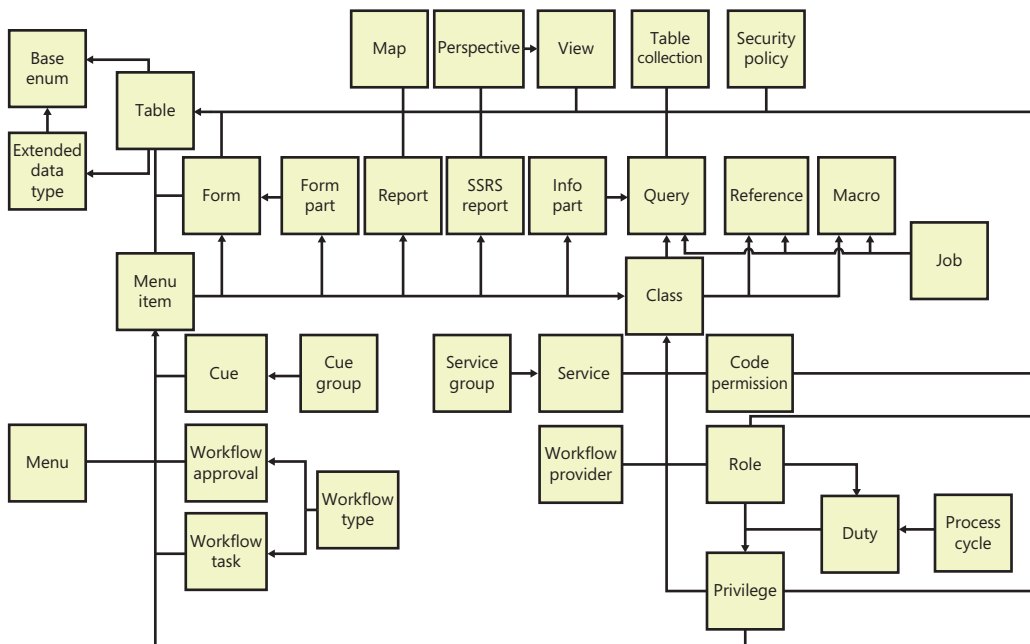 Base
enum
Map
Perspective
View
Table
collection
Security
policy
Table
Extended
data
type
Form
Form
part
Report
SSRS
report
Info
part
Query
Reference
Macro
Job
Menu
item
Class
Cue
Cue
group
Service
group
Service
Code
permission
Menu
Workflow
approval
Workflow
type
Workflow
provider
Role
Workflow
task
Duty
Process
cycle
Privilege